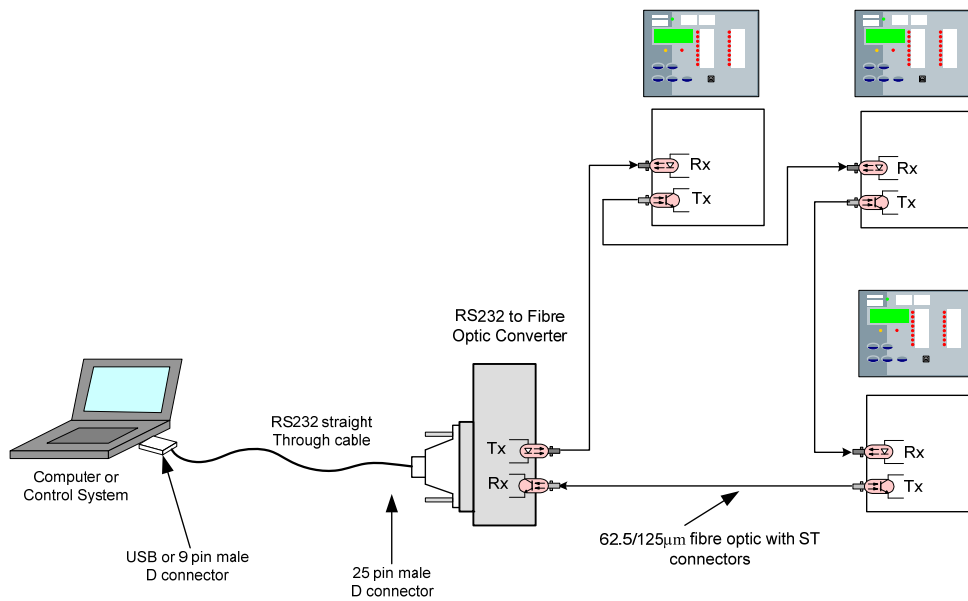 Rx
Tx
Rx
Tx
RS232 to Fibre
Optic Converter
RS232 straight
Through cable
Computer or
Control System
Tx
Rx
Rx
Tx
USB or 9 pin male
D connector
25 pin male
D connector
62.5/125µm fibre optic with ST
connectors